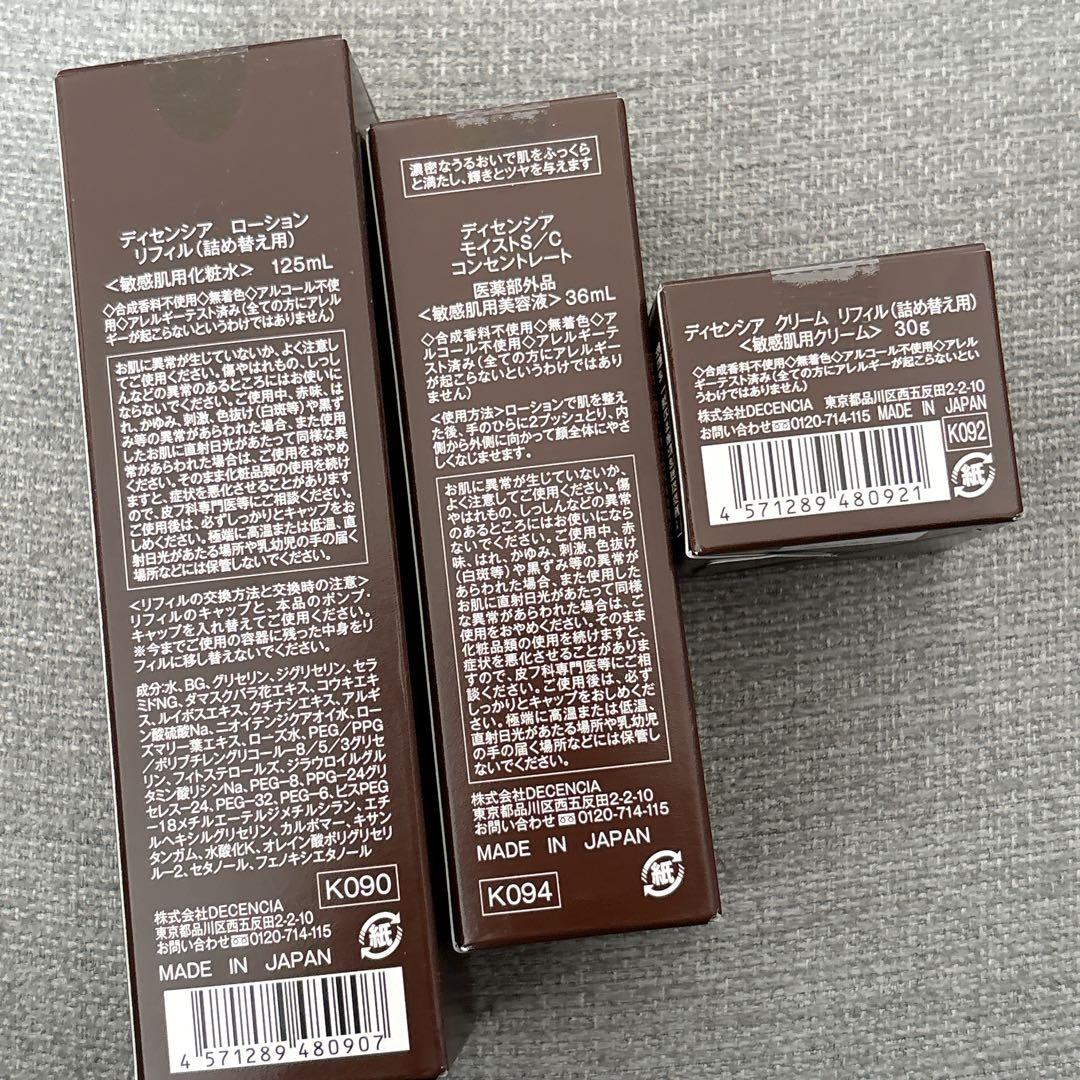 ディセンシア ローション
リフィル(詰め替え用)
<敏感肌用化粧水> 125mL
◇合成香料不使用◇無着色◇アルコール不使
用◇アレルギーテスト済み(全ての方にアレル
ギーが起こらないというわけではありません)
お肌に異常が生じていないか、よく注意し
てご使用ください。傷やはれもの、しっし
んなどの異常のあるところにはお使いにな
らないでください。ご使用中、赤味、は
れ、かゆみ、刺激、色抜け(白斑等)や黒ず
み等の異常があらわれた場合、また使用
したお肌に直射日光があたって同様な異
常があらわれた場合は、ご使用をおやめ
ください。そのまま化粧品類の使用を続け
ますと、症状を悪化させることがあります
ので、皮フ科専門医等にご相談ください。
ご使用後は、必ずしっかりとキャップをお
しめください。極端に高温または低温、直
射日光があたる場所や乳幼児の手の届く
場所などには保管しないでください。
<リフィルの交換方法と交換時の注意>
リフィルのキャップと、本品のポンプ・
キャップを入れ替えてご使用ください。
※今までご使用の容器に残った中身をリ
フィルに移し替えないでください。
成分:水、BG、グリセリン、ジグリセリン、セラ
ミドNG、ダマスクバラ花エキス、コウキエキ
ス、ルイボスエキス、クチナシエキス、アルギ
ン酸硫酸Na、ニオイテンジクアオイ水、ロー
ズマリー葉エキス、ローズ水、PEG/PPG
/ポリブチレングリコール-8/5/3グリセ
リン、フィトステロールズ、ジラウロイルグル
タミン酸リシンNa、PEG-8、PPG-24グリ
セレス-24、PEG-32、PEG-6、ビスPEG
-18メチルエーテルジメチルシラン、エチ
ルヘキシルグリセリン、カルボマー、キサン
タンガム、水酸化K、オレイン酸ポリグリセリ
ル-2、セタノール、フェノキシエタノール
K090
株式会社DECENCIA
東京都品川区西五反田2-2-10
お問い合わせ 0120-714-115
MADE IN JAPAN
紙
4 571289 480907
濃密なうるおいで肌をふっくら
と満たし、輝きとツヤを与えます
ディセンシア
モイストS/C
コンセントレート
医薬部外品
<敏感肌用美容液> 36mL
◇合成香料不使用◇無着色◇ア
ルコール不使用◇アレルギーテ
スト済み(全ての方にアレルギー
が起こらないというわけではあり
ません)
<使用方法>ローションで肌を整え
た後、手のひらに2プッシュとり、内
側から外側に向かって顔全体にやさ
しくなじませます。
お肌に異常が生じていないか、
よく注意してご使用ください。傷
やはれもの、しっしんなどの異常
のあるところにはお使いになら
ないでください。ご使用中、赤
味、はれ、かゆみ、刺激、色抜け
(白斑等)や黒ずみ等の異常が
あらわれた場合、また使用した
お肌に直射日光があたって同様
な異常があらわれた場合は、ご
使用をおやめください。そのまま
化粧品類の使用を続けますと、
症状を悪化させることがありま
すので、皮フ科専門医等にご相
談ください。ご使用後は、必ず
しっかりとキャップをおしめくだ
さい。極端に高温または低温、
直射日光があたる場所や乳幼児
の手の届く場所などには保管し
ないでください。
株式会社DECENCIA
東京都品川区西五反田2-2-10
お問い合わせ 0120-714-115
MADE IN JAPAN
K094
紙
ディセンシア クリーム リフィル(詰め替え用)
<敏感肌用クリーム> 30g
◇合成香料不使用◇無着色◇アルコール不使用◇アレル
ギーテスト済み(全ての方にアレルギーが起こらないとい
うわけではありません)
株式会社DECENCIA 東京都品川区西五反田2-2-10
お問い合わせ 0120-714-115 MADE IN JAPAN
K092
紙
4 571289 480921